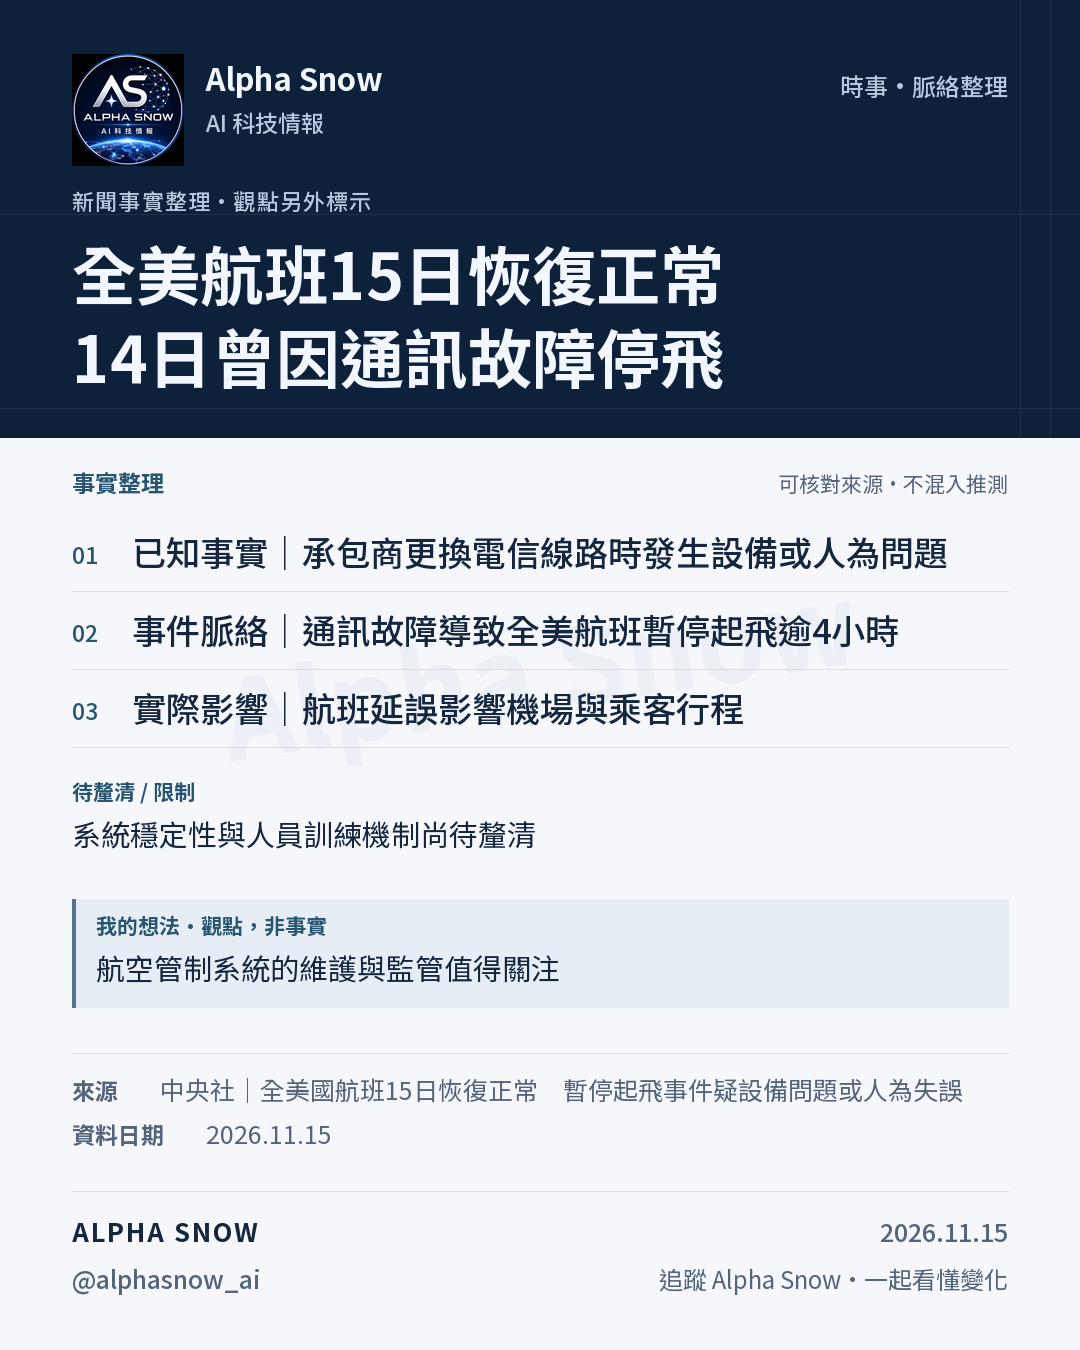 AS
ALPHA SNOW
AI 科技情報
Alpha Snow
AI 科技情報
時事・脈絡整理
新聞事實整理・觀點另外標示
全美航班15日恢復正常
14日曾因通訊故障停飛
事實整理
可核對來源・不混入推測
01 已知事實｜承包商更換電信線路時發生設備或人為問題
02 事件脈絡｜通訊故障導致全美航班暫停起飛逾4小時
03 實際影響｜航班延誤影響機場與乘客行程
Alpha Snow
待釐清 / 限制
系統穩定性與人員訓練機制尚待釐清
我的想法・觀點，非事實
航空管制系統的維護與監管值得關注
來源 中央社｜全美國航班15日恢復正常　暫停起飛事件疑設備問題或人為失誤
資料日期 2026.11.15
ALPHA SNOW
2026.11.15
@alphasnow_ai
追蹤 Alpha Snow・一起看懂變化